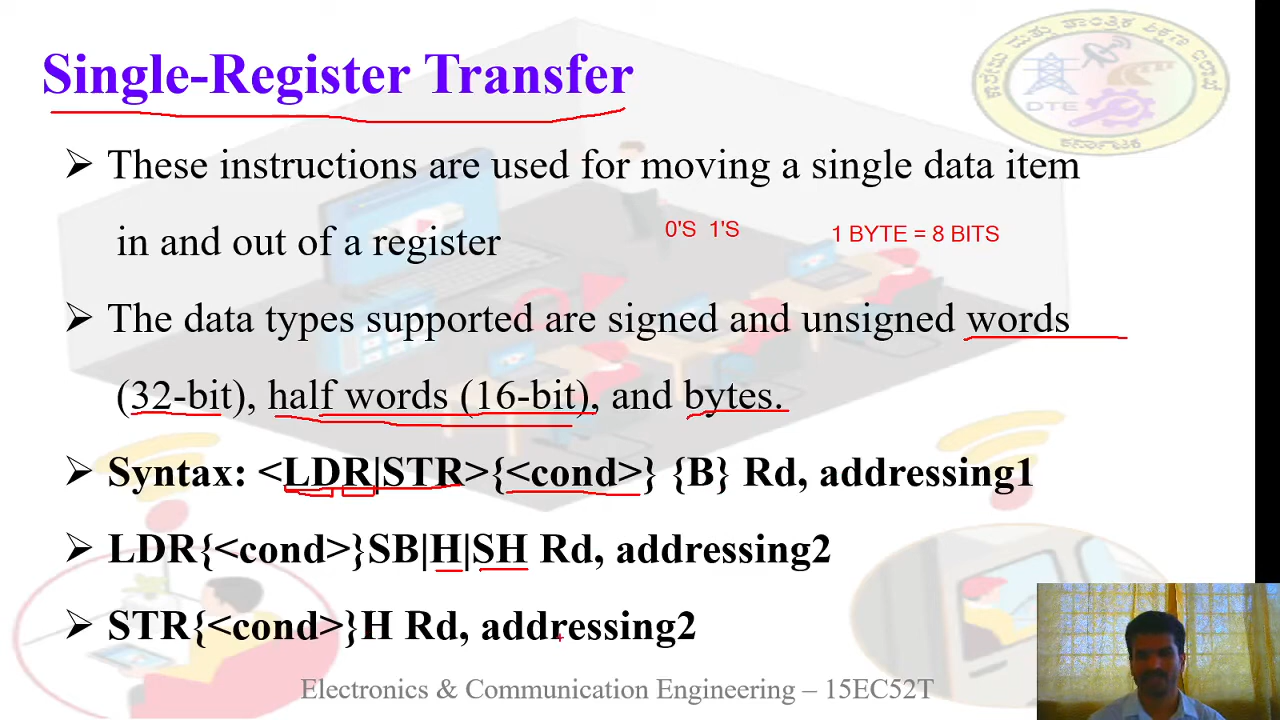 Single-Register Transfer
➢ These instructions are used for moving a single data item
in and out of a register
0'S 1'S
1 BYTE = 8 BITS
➢ The data types supported are signed and unsigned words
(32-bit), half words (16-bit), and bytes.
➢ Syntax: <LDR|STR>{<cond>} {B} Rd, addressing1
➢ LDR{<cond>}SB|H|SH Rd, addressing2
➢ STR{<cond>}H Rd, addressing2
Electronics & Communication Engineering – 15EC52T
DTE
ಕರ್ನಾಟಕ